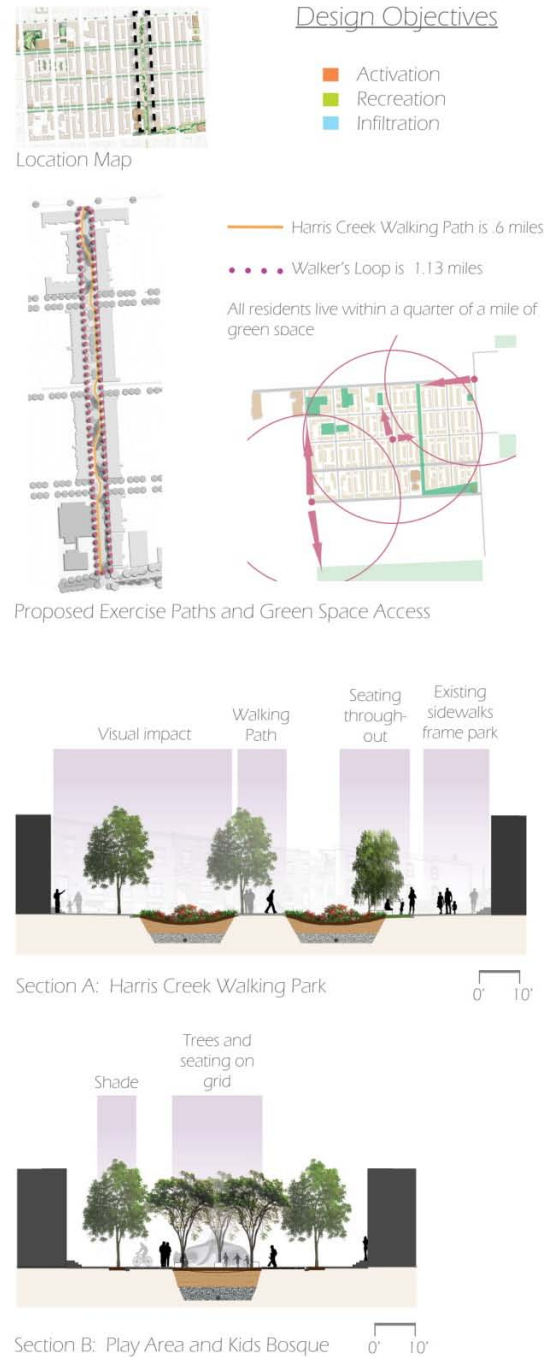 Design Objectives
Activation
Recreation
Infiltration
Location Map
Harris Creek Walking Path is .6 miles
Walker's Loop is 1.13 miles
All residents live within a quarter of a mile of
green space
Proposed Exercise Paths and Green Space Access
Visual impact
Walking
Path
Seating
through-
out
Existing
sidewalks
frame park
Section A: Harris Creek Walking Park
0' 10'
Trees and
seating on
grid
Shade
Section B: Play Area and Kids Bosque
0' 10'